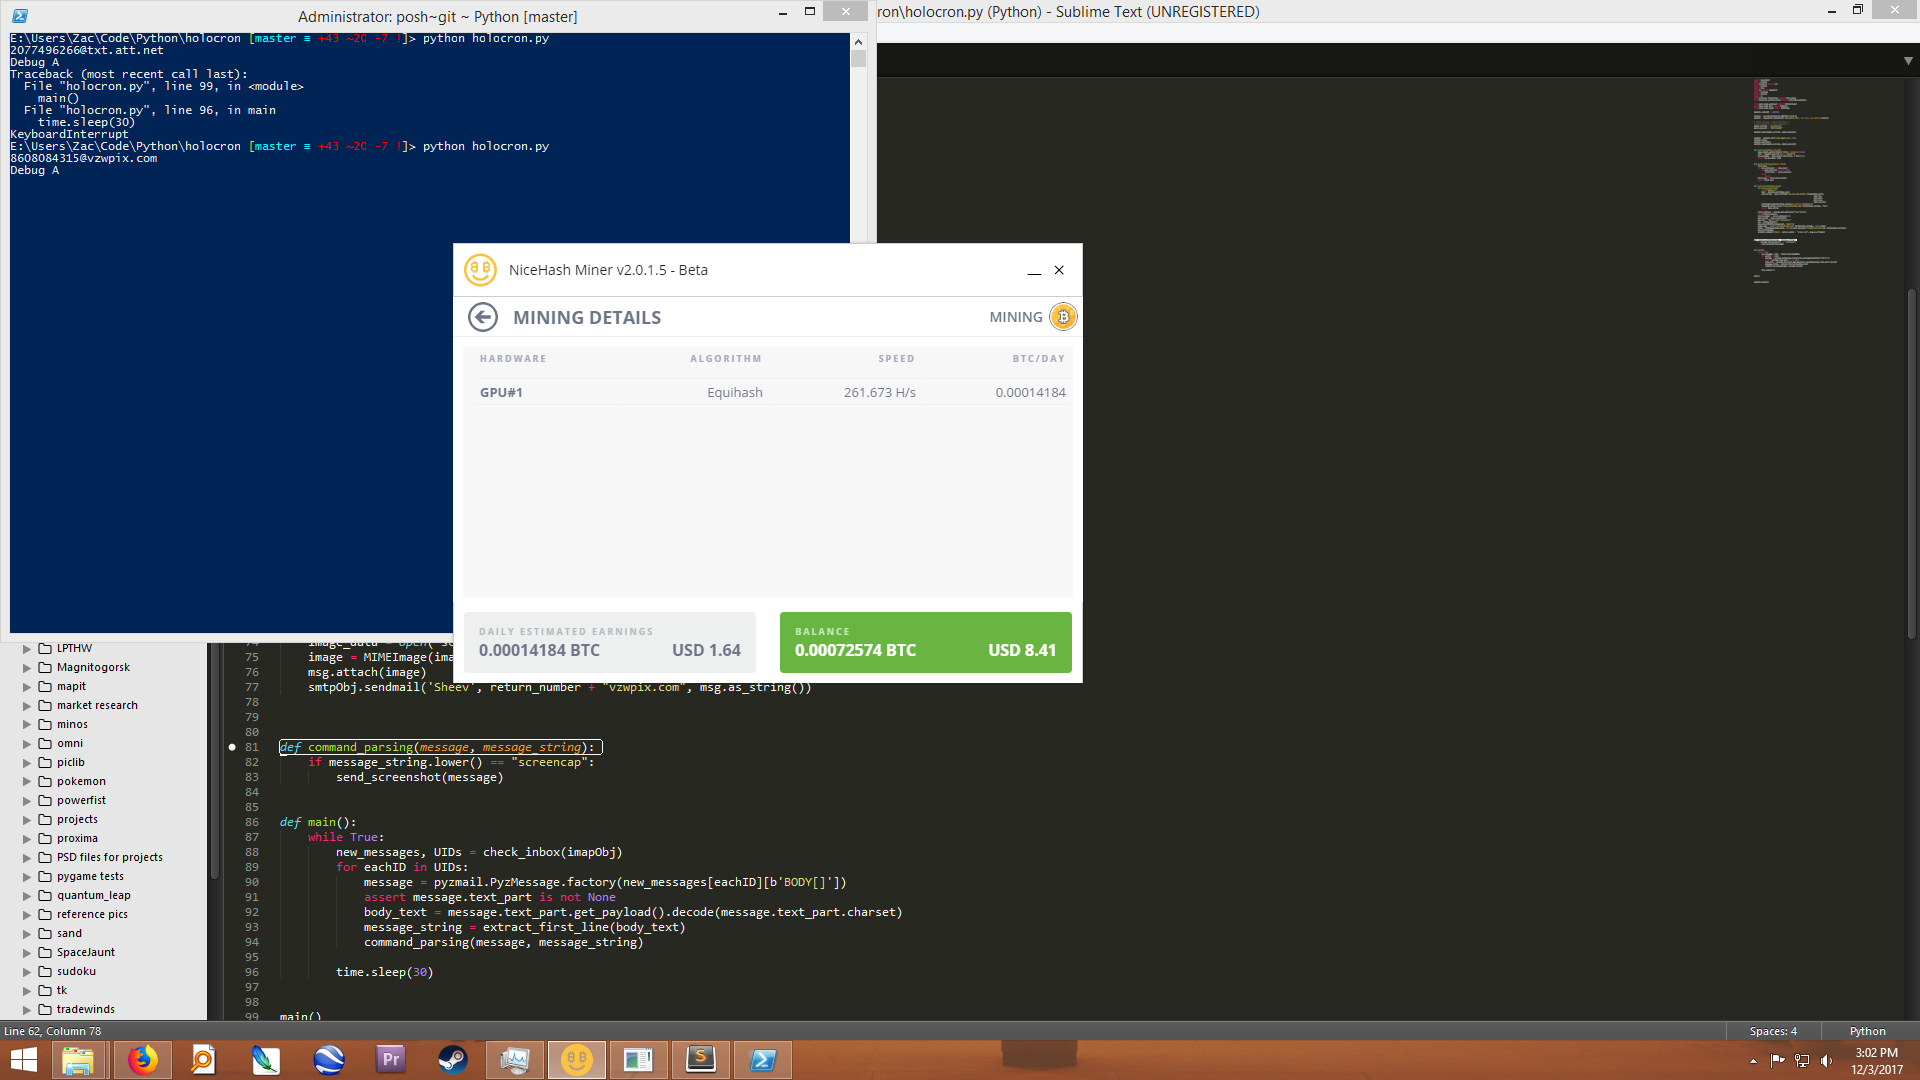 Administrator: posh~git ~ Python [master]
E:\Users\Zac\Code\Python\holocron [master ≡ +43 ~20 -7 !]> python holocron.py
2077496266@txt.att.net
Debug A
Traceback (most recent call last):
File "holocron.py", line 99, in <module>
main()
File "holocron.py", line 96, in main
time.sleep(30)
KeyboardInterrupt
E:\Users\Zac\Code\Python\holocron [master ≡ +43 ~20 -7 !]> python holocron.py
8608084315@vzwpix.com
Debug A
ron\holocron.py (Python) - Sublime Text (UNREGISTERED)
NiceHash Miner v2.0.1.5 - Beta
MINING DETAILS
MINING
HARDWARE ALGORITHM SPEED BTC/DAY
GPU#1 Equihash 261.673 H/s 0.00014184
DAILY ESTIMATED EARNINGS
0.00014184 BTC USD 1.64
BALANCE
0.00072574 BTC USD 8.41
LPTHW
Magnitogorsk
mapit
market research
minos
omni
piclib
pokemon
powerfist
projects
proxima
PSD files for projects
pygame tests
quantum_leap
reference pics
sand
SpaceJaunt
sudoku
tk
tradewinds
75 image = MIMEImage(ima
76 msg.attach(image)
77 smtpObj.sendmail('Sheev', return_number + "vzwpix.com", msg.as_string())
78
79
80
81 def command_parsing(message, message_string):
82 if message_string.lower() == "screencap":
83 send_screenshot(message)
84
85
86 def main():
87 while True:
88 new_messages, UIDs = check_inbox(imapObj)
89 for eachID in UIDs:
90 message = pyzmail.PyzMessage.factory(new_messages[eachID][b'BODY[]'])
91 assert message.text_part is not None
92 body_text = message.text_part.get_payload().decode(message.text_part.charset)
93 message_string = extract_first_line(body_text)
94 command_parsing(message, message_string)
95
96 time.sleep(30)
97
98
99 main()
Line 62, Column 78
Spaces: 4
Python
Pr
3:02 PM
12/3/2017